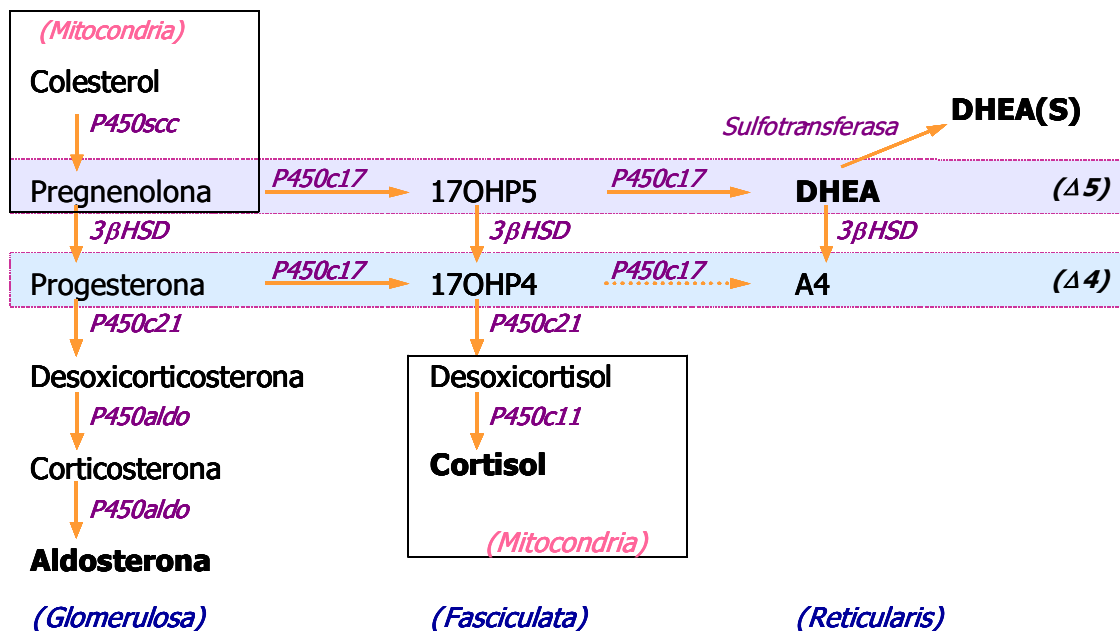 (Mitocondria)
Colesterol
P450scc
DHEA(S)
Sulfotransferasa
Pregnenolona
P450c17
17OHP5
P450c17
DHEA
(Δ5)
3βHSD
3βHSD
3βHSD
Progesterona
P450c17
17OHP4
P450c17
A4
(Δ4)
P450c21
P450c21
Desoxicorticosterona
Desoxicortisol
P450aldo
P450c11
Corticosterona
Cortisol
P450aldo
(Mitocondria)
Aldosterona
(Glomerulosa)
(Fasciculata)
(Reticularis)